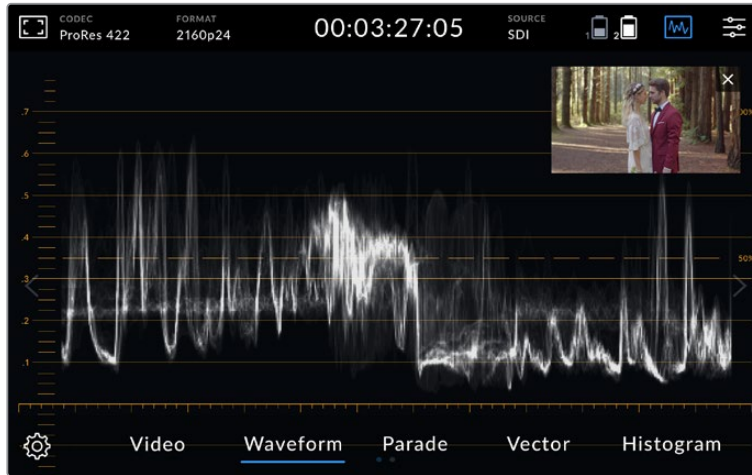 CODEC
ProRes 422
FORMAT
2160p24
00:03:27:05
SOURCE
SDI
1
2
.7
.6
.5
.4
.3
.2
.1
50%
Video
Waveform
Parade
Vector
Histogram